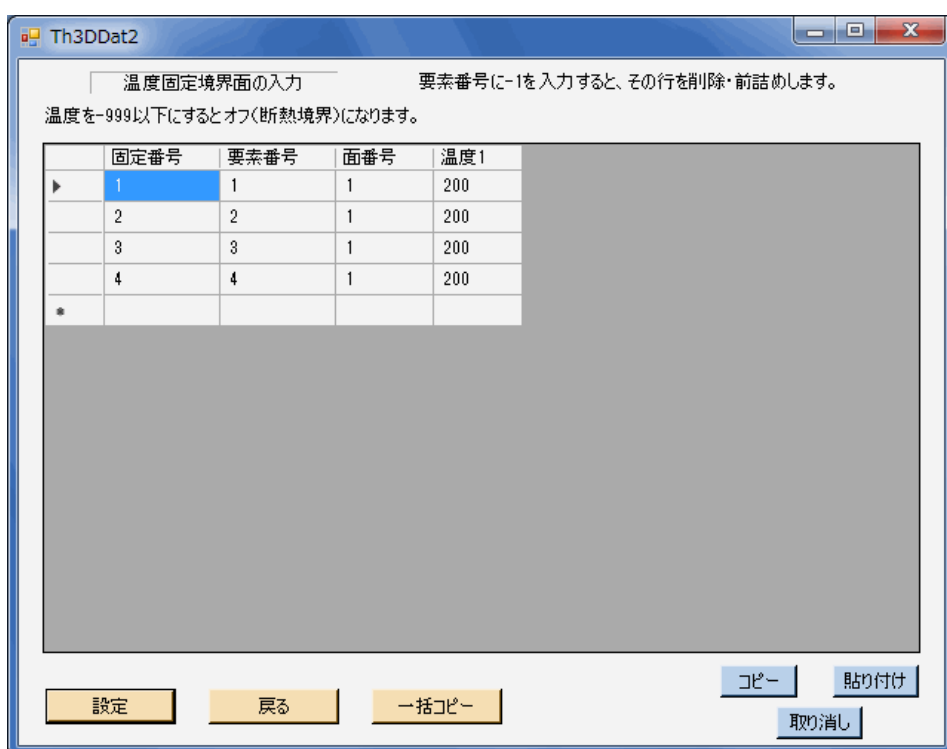 Th3DDat2
温度固定境界面の入力 要素番号に-1を入力すると、その行を削除・前詰めします。
温度を-999以下にするとオフ(断熱境界)になります。
固定番号 要素番号 面番号 温度1
1 1 1 200
2 2 1 200
3 3 1 200
4 4 1 200
コピー 貼り付け
設定 戻る 一括コピー
取り消し